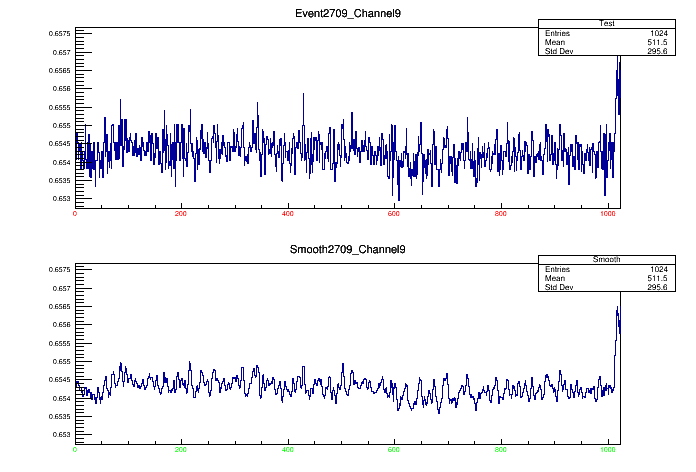 Event2709_Channel9
Test
Entries 1024
Mean 511.5
Std Dev 295.6
0.6575
0.657
0.6565
0.656
0.6555
0.655
0.6545
0.654
0.6535
0.653
0 200 400 600 800 1000
Smooth2709_Channel9
Smooth
Entries 1024
Mean 511.5
Std Dev 295.6
0.6575
0.657
0.6565
0.656
0.6555
0.655
0.6545
0.654
0.6535
0.653
0 200 400 600 800 1000